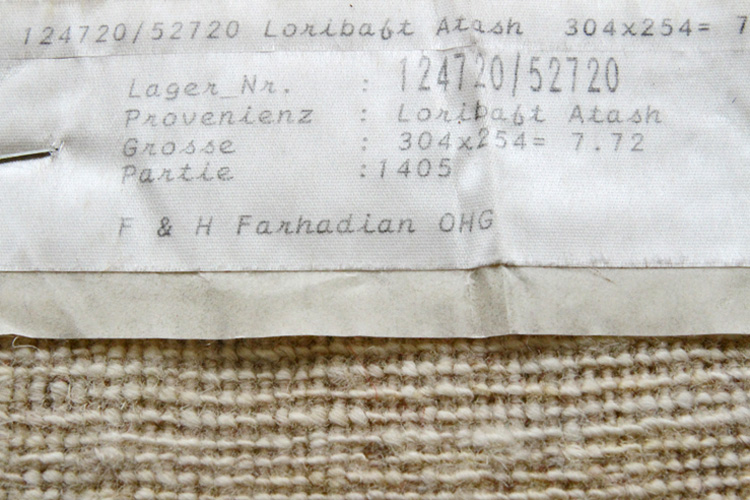 124720/52720 Loribaft Atash 304x254= 7
Lager_Nr. : 124720/52720
Provenienz : Loribaft Atash
Grosse : 304x254= 7.72
Partie :1405
F & H Farhadian OHG